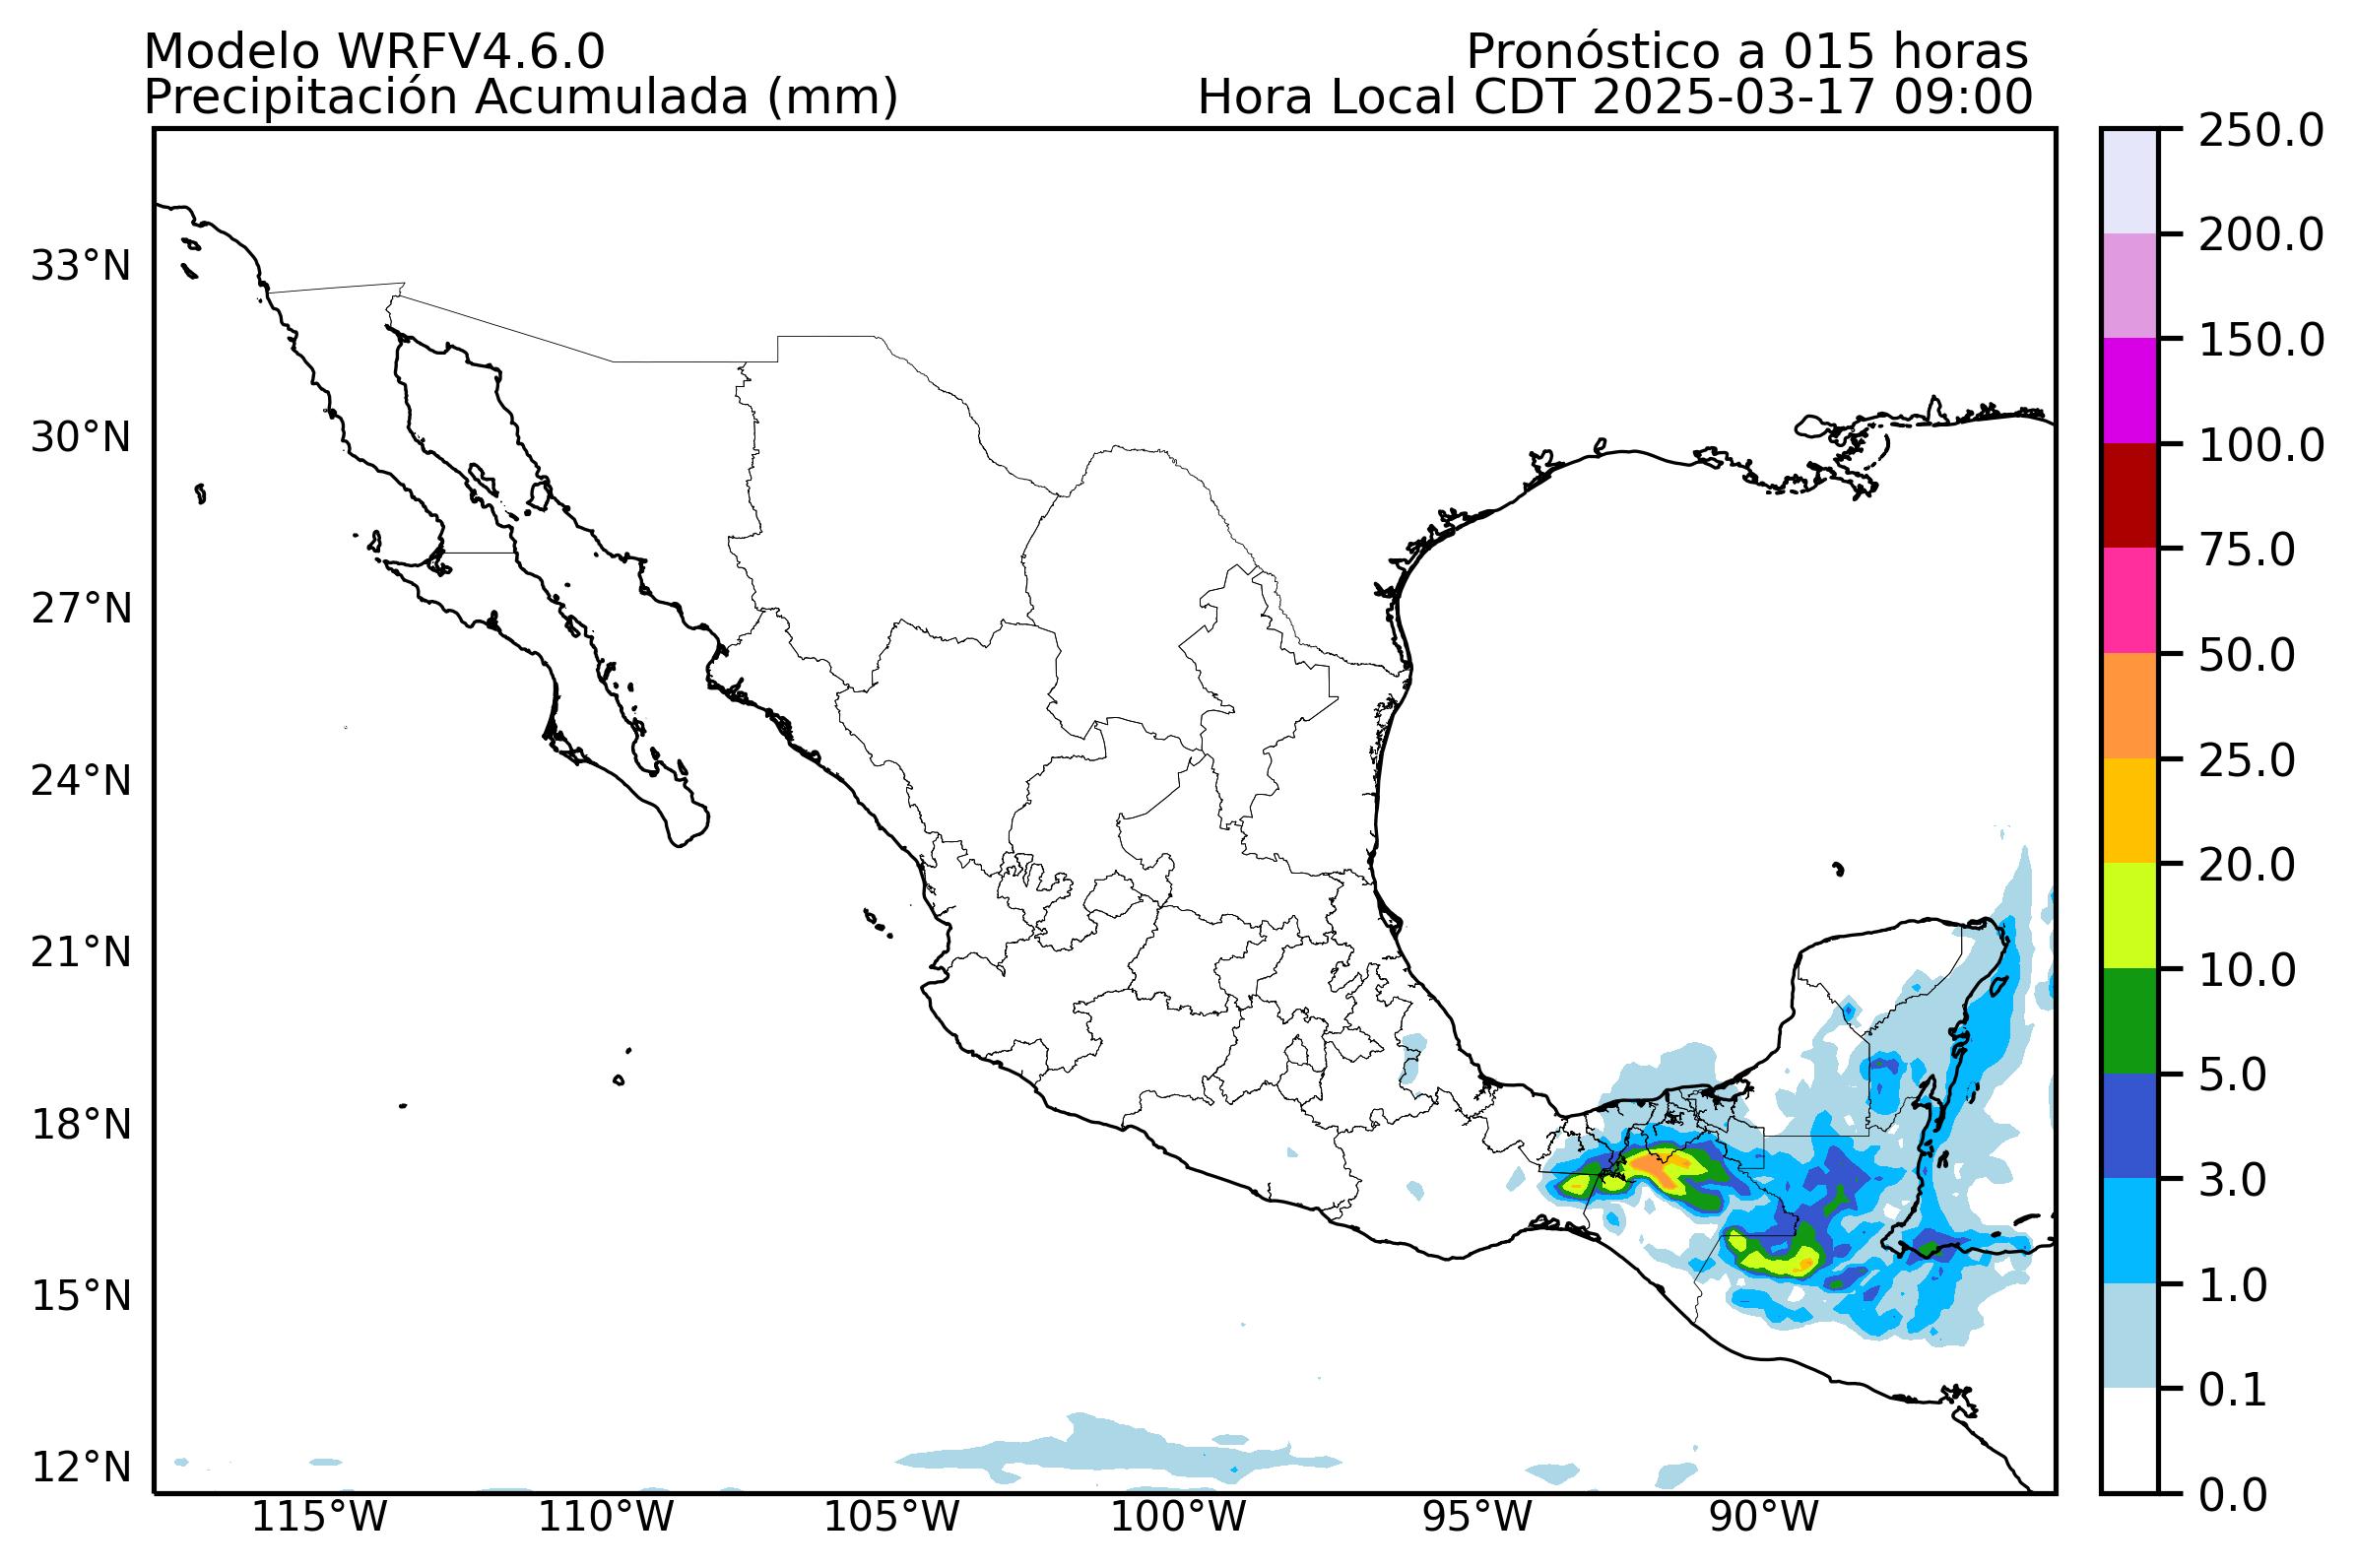 Modelo WRFV4.6.0
Pronóstico a 015 horas
Precipitación Acumulada (mm)
Hora Local CDT 2025-03-17 09:00
33°N
30°N
27°N
24°N
21°N
18°N
15°N
12°N
115°W
110°W
105°W
100°W
95°W
90°W
250.0
200.0
150.0
100.0
75.0
50.0
25.0
20.0
10.0
5.0
3.0
1.0
0.1
0.0